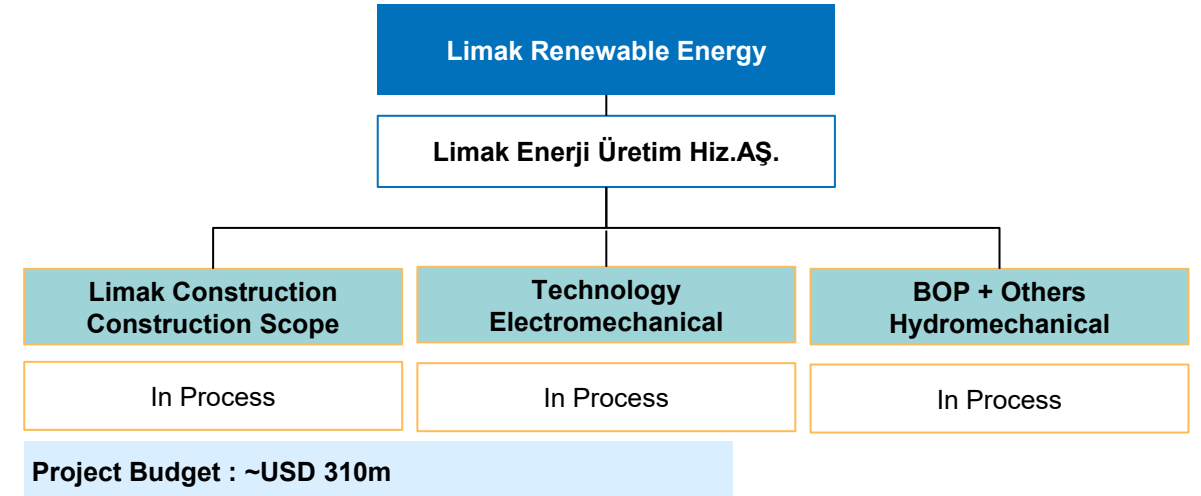 Limak Renewable Energy
Limak Enerji Üretim Hiz.AŞ.
Limak Construction
Construction Scope
Technology
Electromechanical
BOP + Others
Hydromechanical
In Process
In Process
In Process
Project Budget : ~USD 310m